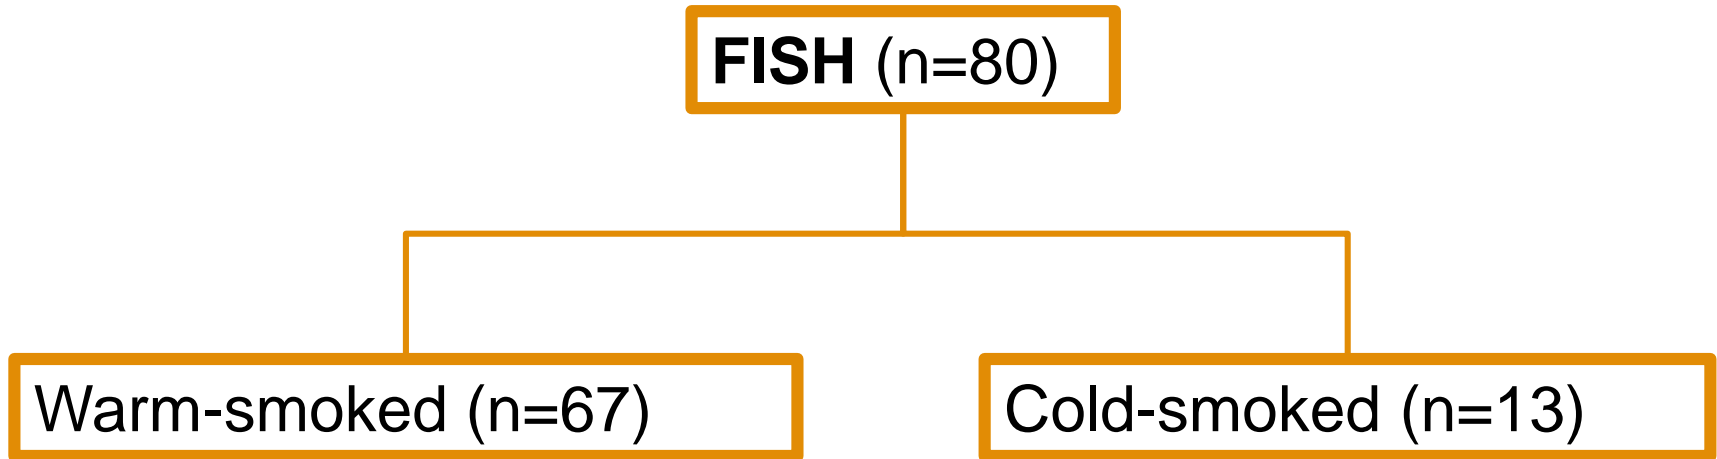 FISH (n=80)
Warm-smoked (n=67)
Cold-smoked (n=13)